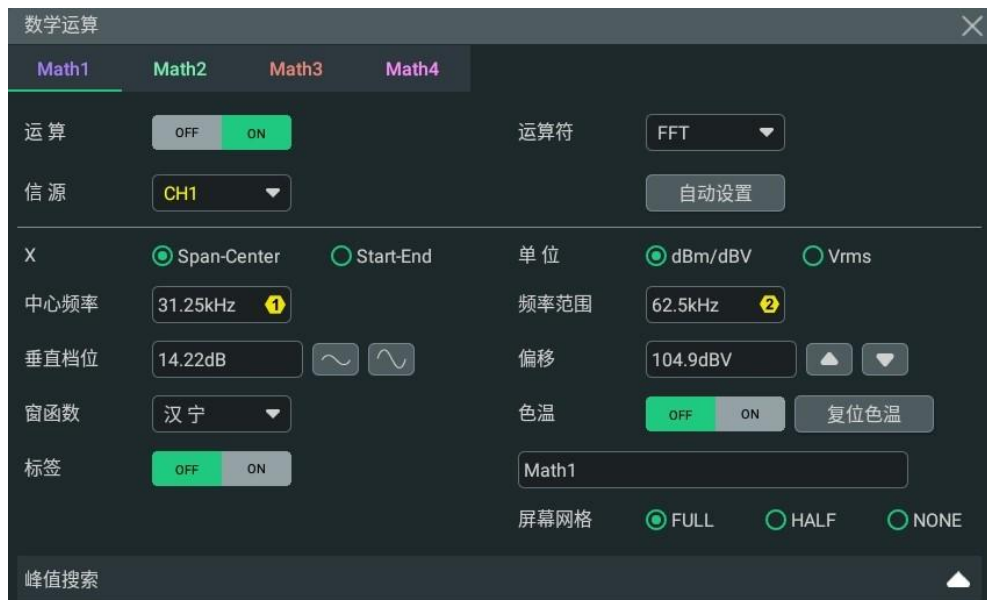 数学运算
Math1 Math2 Math3 Math4
运算 OFF ON 运算符 FFT
信源 CH1 自动设置
X Span-Center Start-End 单位 dBm/dBV Vrms
中心频率 31.25kHz 1 频率范围 62.5kHz 2
垂直档位 14.22dB 偏移 104.9dBV
窗函数 汉宁 色温 OFF ON 复位色温
标签 OFF ON Math1
屏幕网格 FULL HALF NONE
峰值搜索